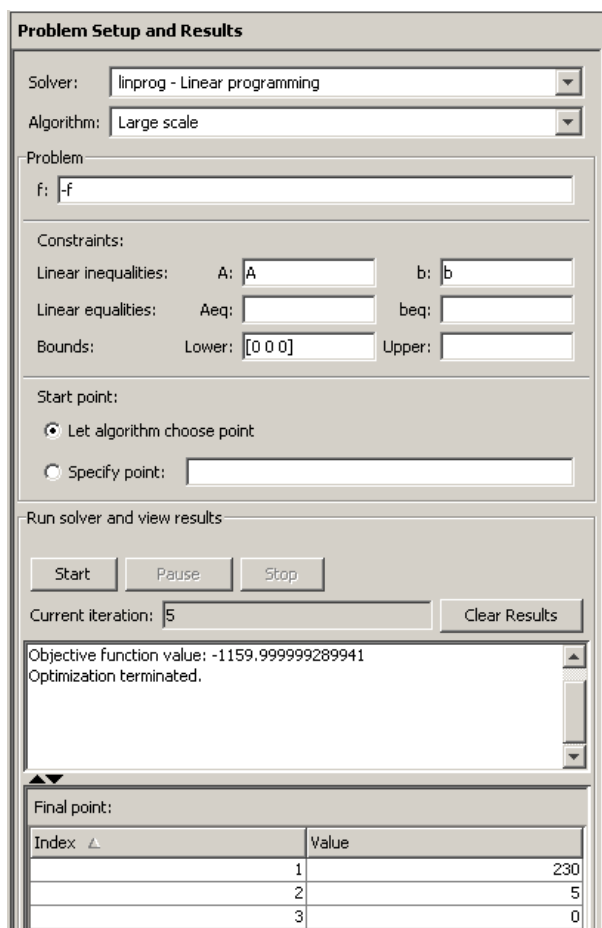 Problem Setup and Results
Solver: linprog - Linear programming
Algorithm: Large scale
Problem
f: -f
Constraints:
Linear inequalities: A: A b: b
Linear equalities: Aeq: beq:
Bounds: Lower: [0 0 0] Upper:
Start point:
Let algorithm choose point
Specify point:
Run solver and view results
Start Pause Stop
Current iteration: 5 Clear Results
Objective function value: -1159.999999289941
Optimization terminated.
Final point:
Index Value
1 230
2 5
3 0